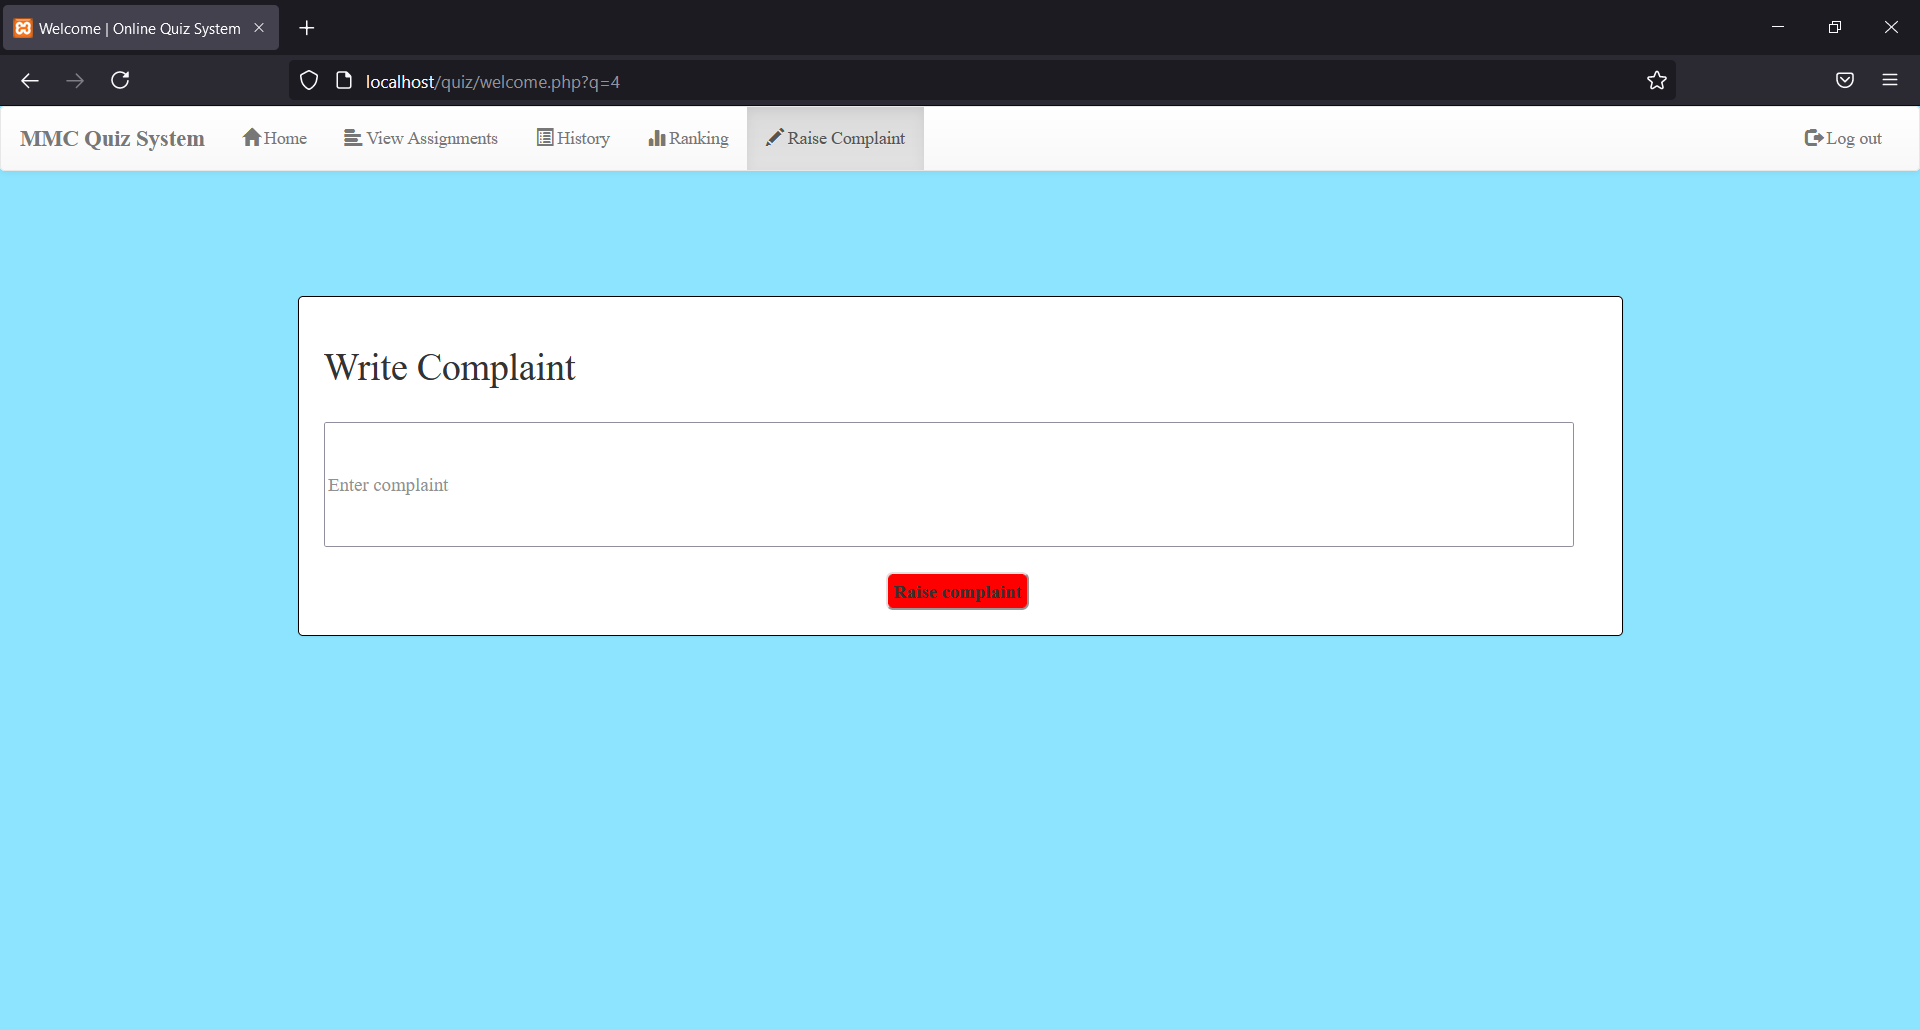 Welcome | Online Quiz System
localhost/quiz/welcome.php?q=4
MMC Quiz System Home View Assignments History Ranking Raise Complaint Log out
Write Complaint
Enter complaint
Raise complaint